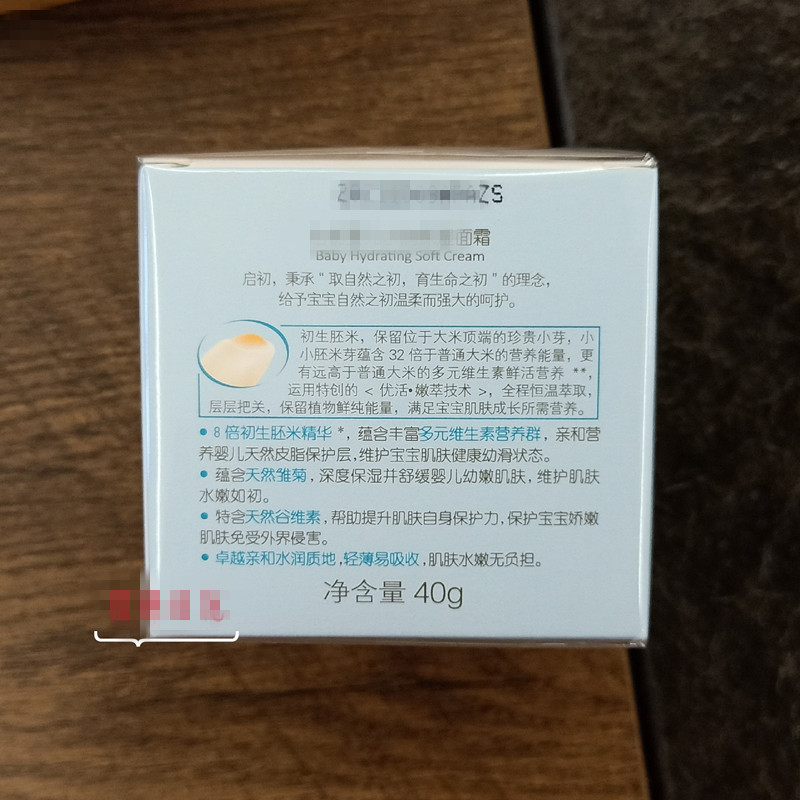 AZS
面霜
Baby Hydrating Soft Cream
启初，秉承"取自然之初，育生命之初"的理念，
给予宝宝自然之初温柔而强大的呵护。
初生胚米，保留位于大米顶端的珍贵小芽，小
小胚米芽蕴含 32 倍于普通大米的营养能量，更
有远高于普通大米的多元维生素鲜活营养 **，
运用特创的 < 优活•嫩萃技术 >，全程恒温萃取，
层层把关，保留植物鲜纯能量，满足宝宝肌肤成长所需营养。
• 8 倍初生胚米精华 *，蕴含丰富多元维生素营养群，亲和营
养婴儿天然皮脂保护层,维护宝宝肌肤健康幼滑状态。
• 蕴含天然雏菊，深度保湿并舒缓婴儿幼嫩肌肤，维护肌肤
水嫩如初。
• 特含天然谷维素,帮助提升肌肤自身保护力,保护宝宝娇嫩
肌肤免受外界侵害。
• 卓越亲和水润质地,轻薄易吸收,肌肤水嫩无负担。
净含量 40g